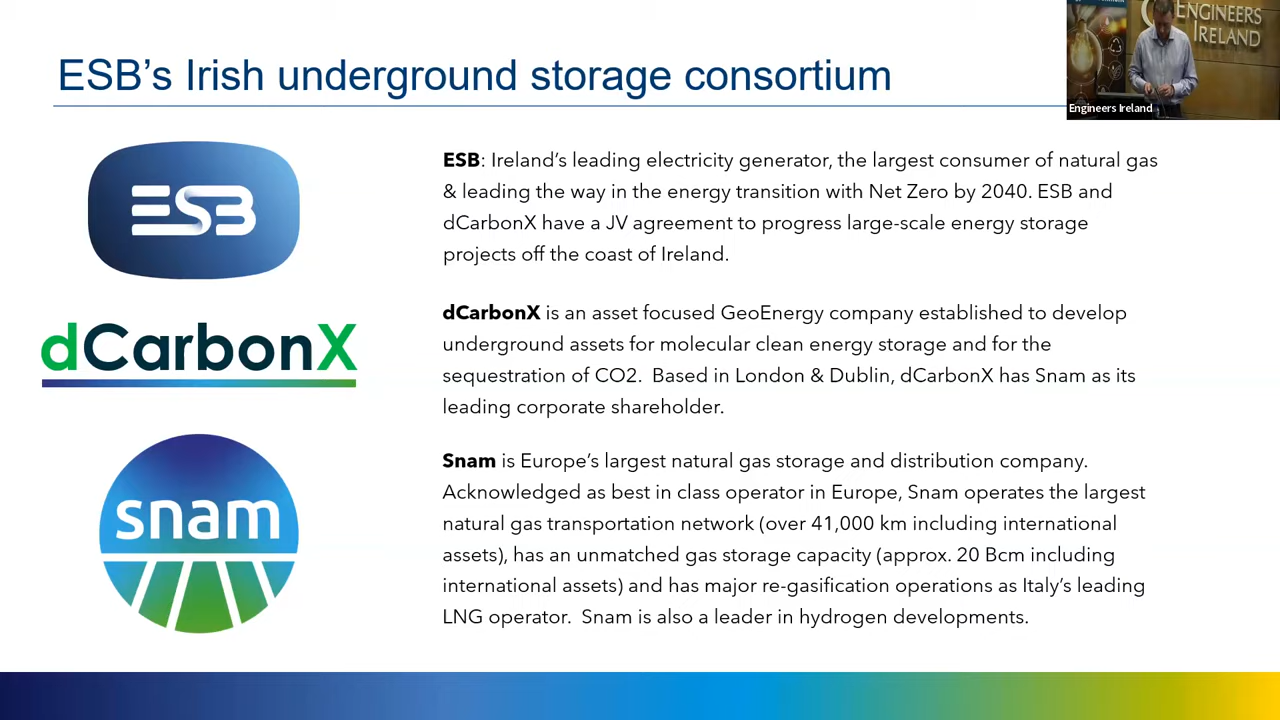 ESB's Irish underground storage consortium
ENGINEERS
IRELAND
Engineers Ireland
ESB
ESB: Ireland's leading electricity generator, the largest consumer of natural gas
& leading the way in the energy transition with Net Zero by 2040. ESB and
dCarbonX have a JV agreement to progress large-scale energy storage
projects off the coast of Ireland.
dCarbonX
dCarbonX is an asset focused GeoEnergy company established to develop
underground assets for molecular clean energy storage and for the
sequestration of CO2.  Based in London & Dublin, dCarbonX has Snam as its
leading corporate shareholder.
snam
Snam is Europe's largest natural gas storage and distribution company.
Acknowledged as best in class operator in Europe, Snam operates the largest
natural gas transportation network (over 41,000 km including international
assets), has an unmatched gas storage capacity (approx. 20 Bcm including
international assets) and has major re-gasification operations as Italy's leading
LNG operator.  Snam is also a leader in hydrogen developments.